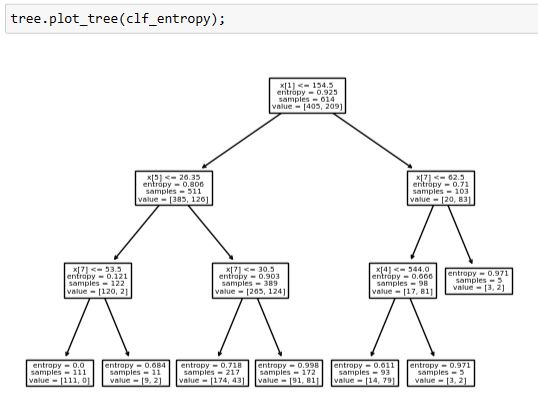 tree.plot_tree(clf_entropy);
x[1] <= 154.5
entropy = 0.925
samples = 614
value = [405, 209]
x[5] <= 26.35
entropy = 0.806
samples = 511
value = [385, 126]
x[7] <= 62.5
entropy = 0.71
samples = 103
value = [20, 83]
x[7] <= 53.5
entropy = 0.121
samples = 122
value = [120, 2]
x[7] <= 30.5
entropy = 0.903
samples = 389
value = [265, 124]
x[4] <= 544.0
entropy = 0.666
samples = 98
value = [17, 81]
entropy = 0.971
samples = 5
value = [3, 2]
entropy = 0.0
samples = 111
value = [111, 0]
entropy = 0.684
samples = 11
value = [9, 2]
entropy = 0.718
samples = 217
value = [174, 43]
entropy = 0.998
samples = 172
value = [91, 81]
entropy = 0.611
samples = 93
value = [14, 79]
entropy = 0.971
samples = 5
value = [3, 2]